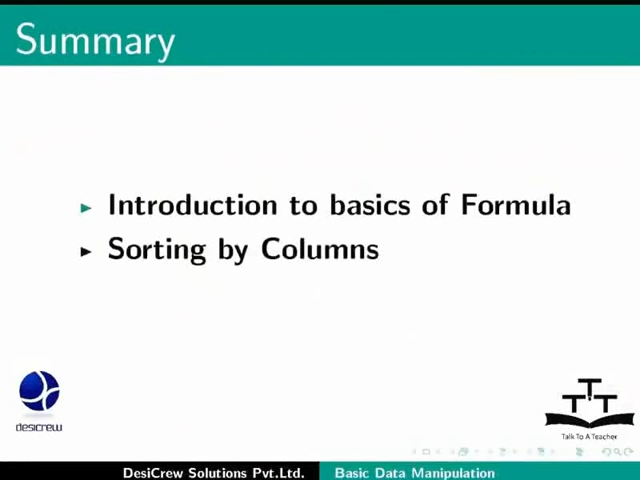 Summary
Introduction to basics of Formula
Sorting by Columns
desicrew
TTT
Talk To A Teacher
DesiCrew Solutions Pvt.Ltd. Basic Data Manipulation